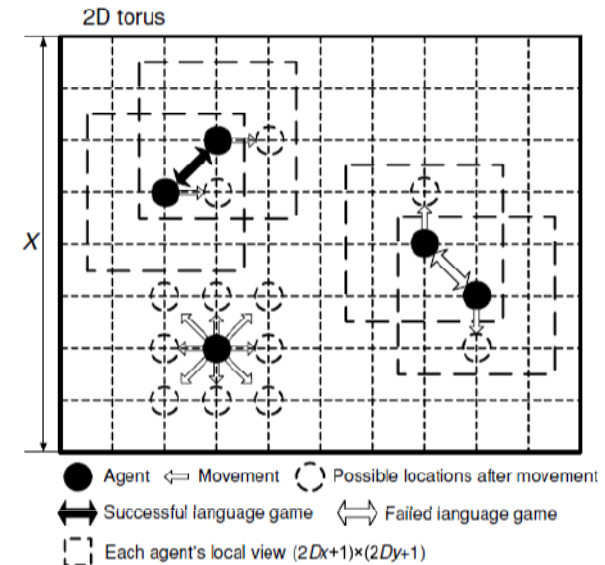 2D torus
X
Agent Movement Possible locations after movement
Successful language game Failed language game
Each agent's local view (2Dx+1)×(2Dy+1)